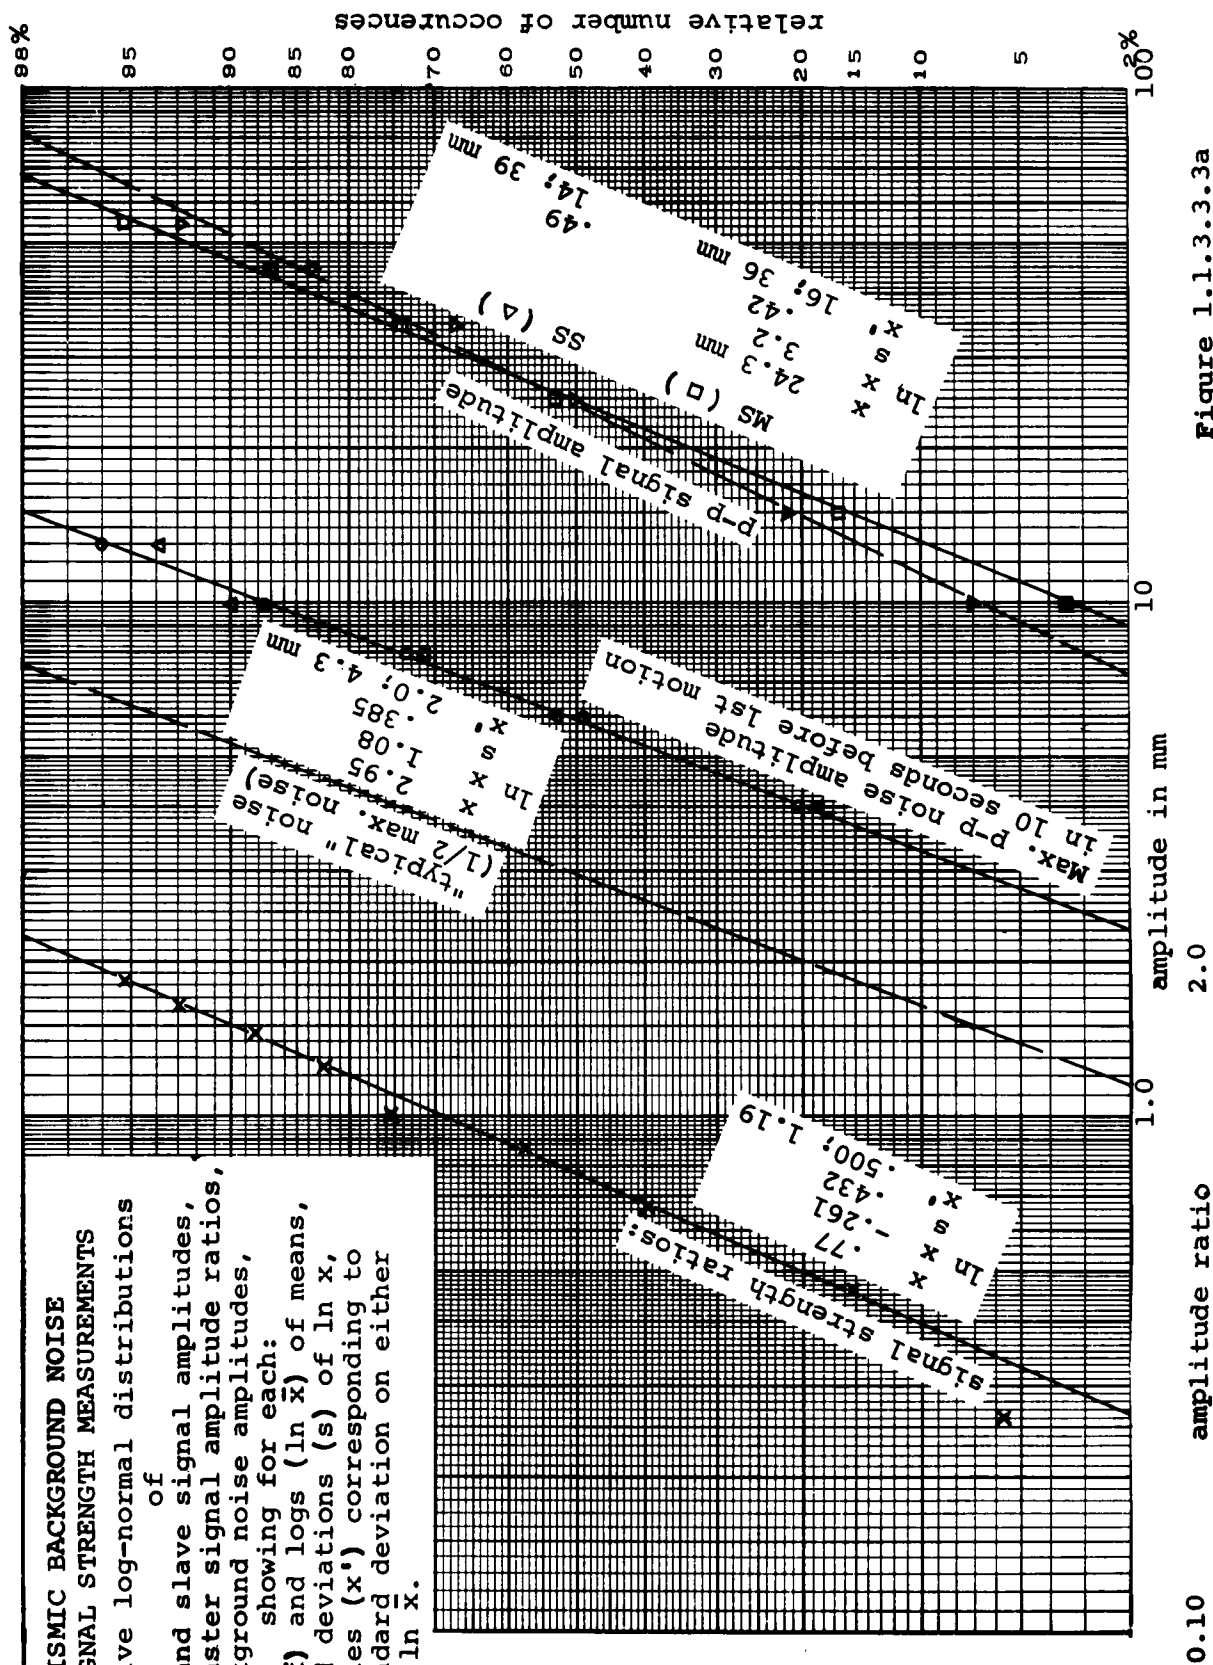 ISMIC BACKGROUND NOISE
GNAL STRENGTH MEASUREMENTS
ve log-normal distributions
of
nd slave signal amplitudes,
ster signal amplitude ratios,
ground noise amplitudes,
showing for each:
) and logs (ln x̄) of means,
deviations (s) of ln x,
es (x') corresponding to
dard deviation on either
ln x̄.
signal strength ratios:
x .77
ln x -.261
s .432
x' .500; 1.19
"typical" noise
(1/2 max. noise)
x 2.95
ln x 1.08
s .385
x' 2.0; 4.3 mm
Max. p-p noise amplitude
in 10 seconds before 1st motion
p-p signal amplitude
MS (□) SS (△)
x 24.3 mm
ln x 3.2
s .42 .49
x' 16; 36 mm 14; 39 mm
98%
95
90
85
80
70
60
50
40
30
20
15
10
5
2%
relative number of occurences
1.0
10
100
amplitude in mm
0.10
amplitude ratio
2.0
Figure 1.1.3.3.3a